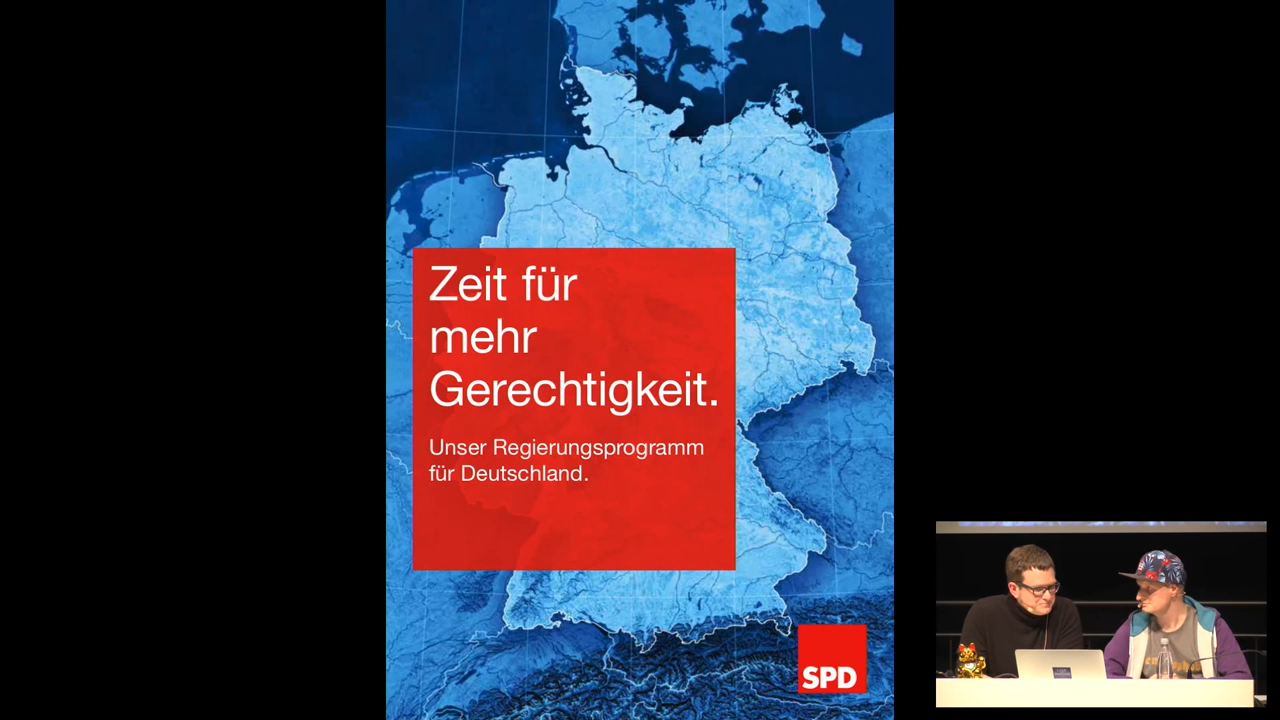 Zeit für
mehr
Gerechtigkeit.
Unser Regierungsprogramm
für Deutschland.
SPD